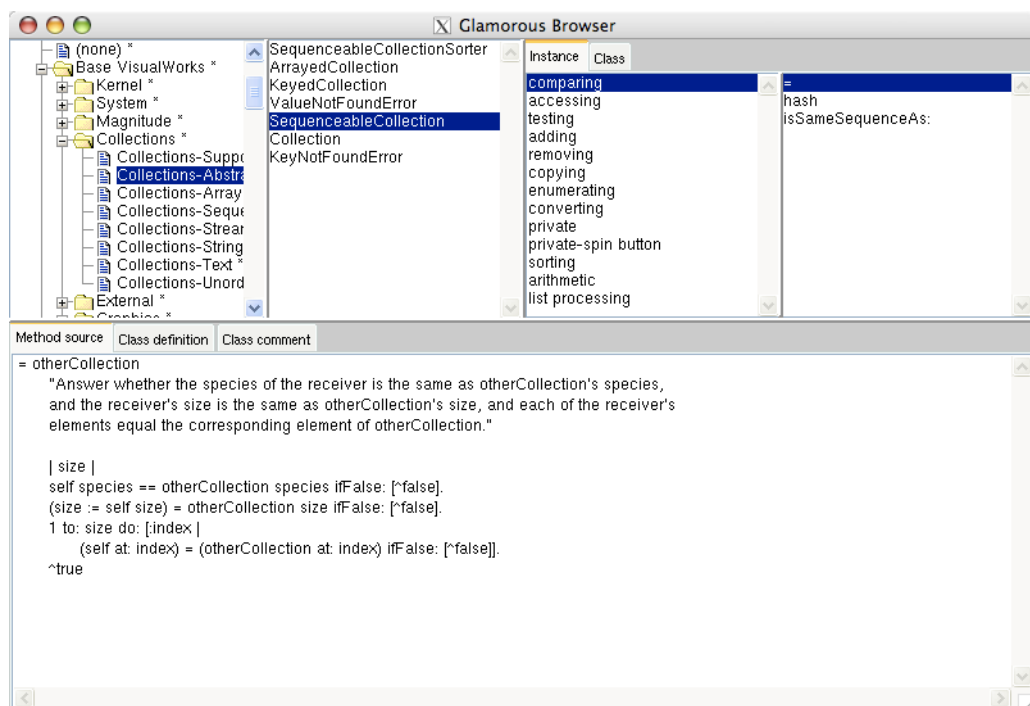 Glamorous Browser
(none) *
Base VisualWorks *
Kernel *
System *
Magnitude *
Collections *
Collections-Suppo
Collections-Abstra
Collections-Array
Collections-Seque
Collections-Strear
Collections-String
Collections-Text *
Collections-Unord
External *
Graphics *
SequenceableCollectionSorter
ArrayedCollection
KeyedCollection
ValueNotFoundError
SequenceableCollection
Collection
KeyNotFoundError
Instance Class
comparing
accessing
testing
adding
removing
copying
enumerating
converting
private
private-spin button
sorting
arithmetic
list processing
=
hash
isSameSequenceAs:
Method source Class definition Class comment
= otherCollection
"Answer whether the species of the receiver is the same as otherCollection's species,
and the receiver's size is the same as otherCollection's size, and each of the receiver's
elements equal the corresponding element of otherCollection."
| size |
self species == otherCollection species ifFalse: [^false].
(size := self size) = otherCollection size ifFalse: [^false].
1 to: size do: [:index |
(self at: index) = (otherCollection at: index) ifFalse: [^false]].
^true